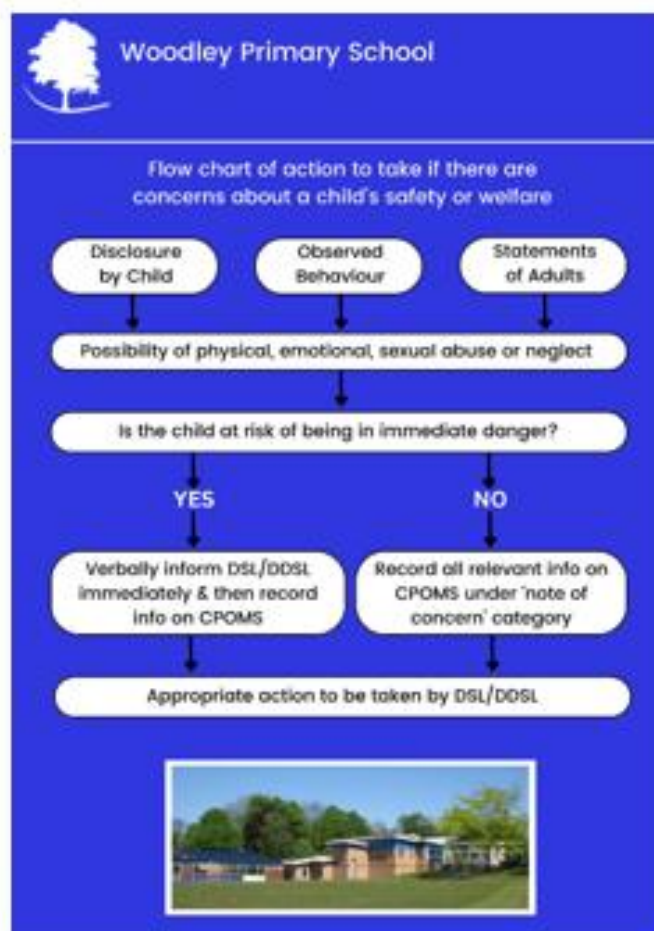 Woodley Primary School
Flow chart of action to take if there are
concerns about a child's safety or welfare
Disclosure
by Child
Observed
Behaviour
Statements
of Adults
Possibility of physical, emotional, sexual abuse or neglect
Is the child at risk of being in immediate danger?
YES
NO
Verbally inform DSL/DDSL
immediately & then record
info on CPOMS
Record all relevant info on
CPOMS under 'note of
concern' category
Appropriate action to be taken by DSL/DDSL